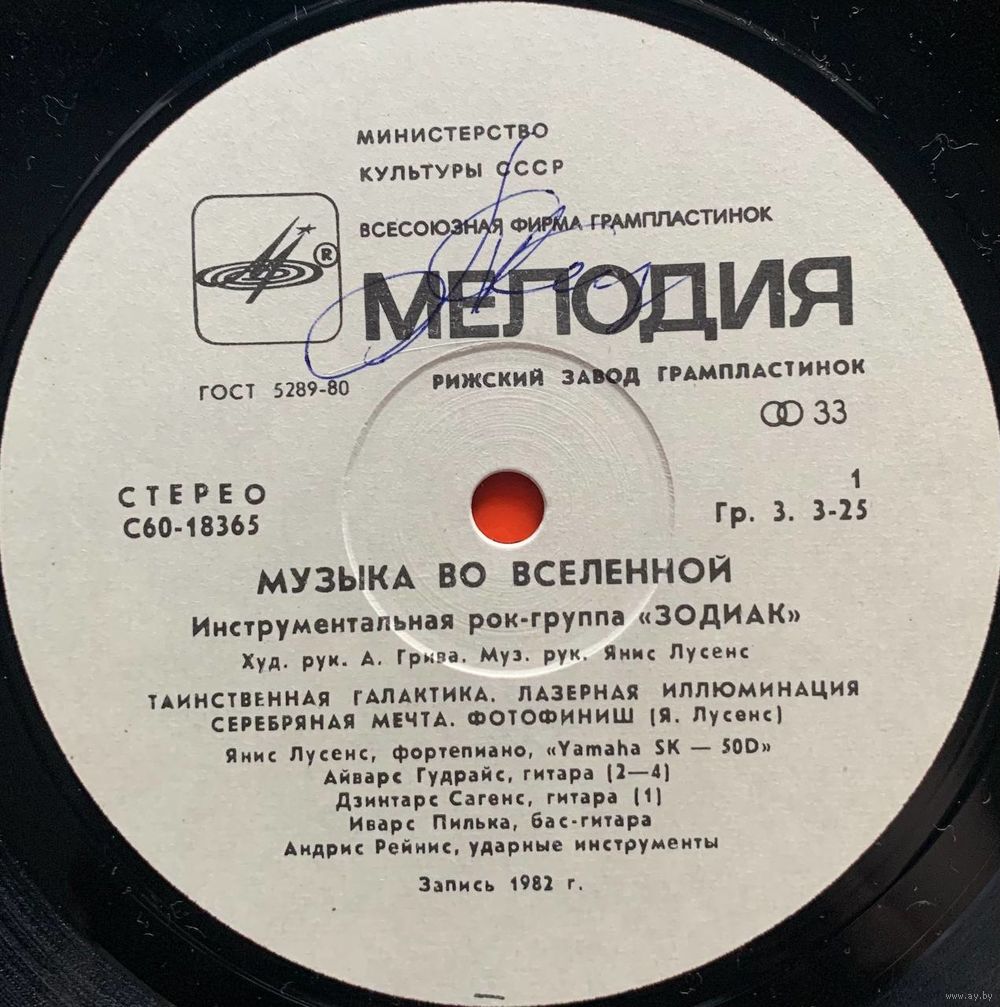 МИНИСТЕРСТВО
КУЛЬТУРЫ СССР
ВСЕСОЮЗНАЯ ФИРМА ГРАМПЛАСТИНОК
®
МЕЛОДИЯ
ГОСТ 5289-80
РИЖСКИЙ ЗАВОД ГРАМПЛАСТИНОК
33
СТЕРЕО
С60-18365
1
Гр. 3. 3-25
МУЗЫКА ВО ВСЕЛЕННОЙ
Инструментальная рок-группа «ЗОДИАК»
Худ. рук. А. Грива. Муз. рук. Янис Лусенс
ТАИНСТВЕННАЯ ГАЛАКТИКА. ЛАЗЕРНАЯ ИЛЛЮМИНАЦИЯ
СЕРЕБРЯНАЯ МЕЧТА. ФОТОФИНИШ (Я. Лусенс)
Янис Лусенс, фортепиано, «Yamaha SK — 50D»
Айварс Гудрайс, гитара (2—4)
Дзинтарс Сагенс, гитара (1)
Иварс Пилька, бас-гитара
Андрис Рейнис, ударные инструменты
Запись 1982 г.
www.ay.by